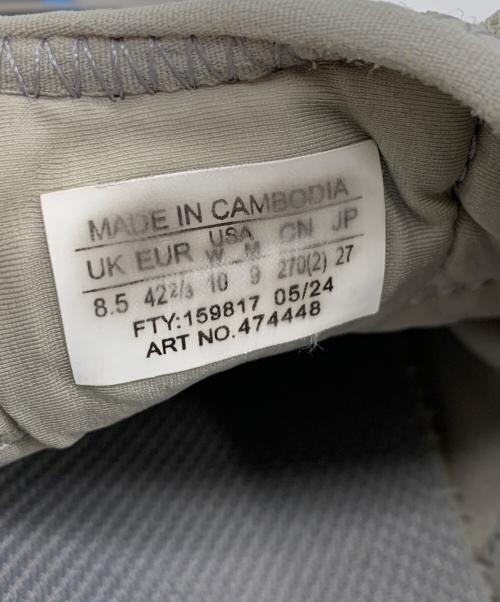 MADE IN CAMBODIA
UK EUR USA W M CN JP
8.5 42⅔ 10 9 270(2) 27
FTY:159817 05/24
ART NO.474448